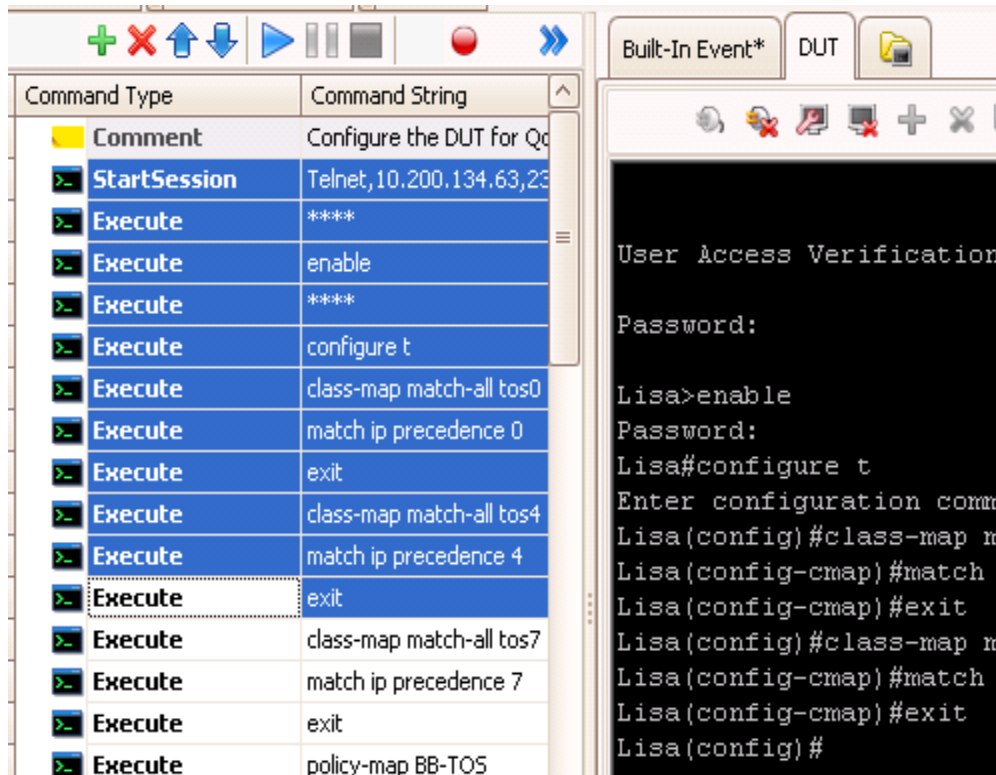 Built-In Event* DUT
Command Type Command String
Comment Configure the DUT for
StartSession Telnet,10.200.134.63,23
Execute ****
Execute enable
Execute ****
Execute configure t
Execute class-map match-all tos0
Execute match ip precedence 0
Execute exit
Execute class-map match-all tos4
Execute match ip precedence 4
Execute exit
Execute class-map match-all tos7
Execute match ip precedence 7
Execute exit
Execute policy-map BB-TOS
User Access Verification
Password:
Lisa>enable
Password:
Lisa#configure t
Enter configuration comm
Lisa(config)#class-map m
Lisa(config-cmap)#match
Lisa(config-cmap)#exit
Lisa(config)#class-map m
Lisa(config-cmap)#match
Lisa(config-cmap)#exit
Lisa(config)#